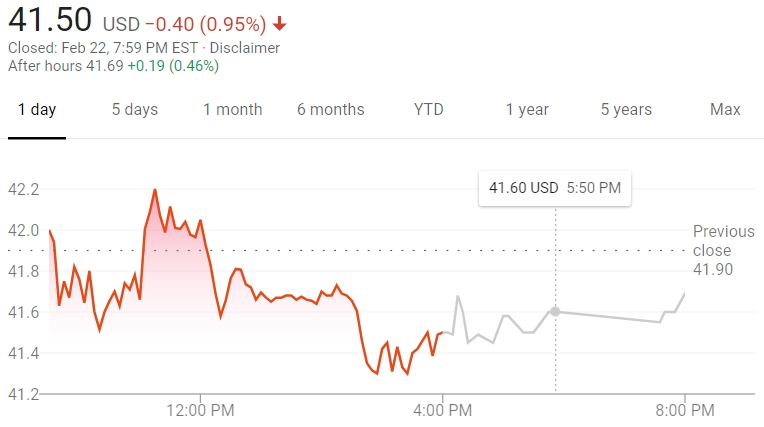 41.50 USD −0.40 (0.95%)
Closed: Feb 22, 7:59 PM EST · Disclaimer
After hours 41.69 +0.19 (0.46%)
1 day 5 days 1 month 6 months YTD 1 year 5 years Max
41.60 USD 5:50 PM
42.2
42.0
41.8
41.6
41.4
41.2
Previous
close
41.90
12:00 PM 4:00 PM 8:00 PM